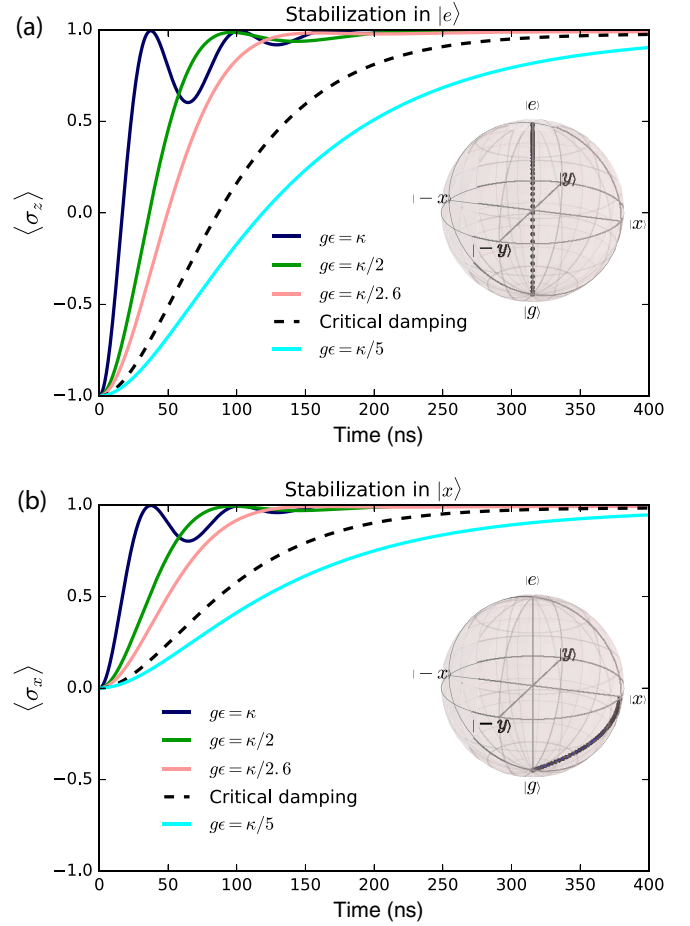 (a)
Stabilization in |e⟩
1.0
0.5
0.0
−0.5
−1.0
⟨σz⟩
gϵ = κ
gϵ = κ/2
gϵ = κ/2.6
Critical damping
gϵ = κ/5
|e⟩
|y⟩
|−x⟩
|x⟩
|−y⟩
|g⟩
0 50 100 150 200 250 300 350 400
Time (ns)
(b)
Stabilization in |x⟩
1.0
0.5
0.0
−0.5
−1.0
⟨σx⟩
gϵ = κ
gϵ = κ/2
gϵ = κ/2.6
Critical damping
gϵ = κ/5
|e⟩
|y⟩
|−x⟩
|x⟩
|−y⟩
|g⟩
0 50 100 150 200 250 300 350 400
Time (ns)